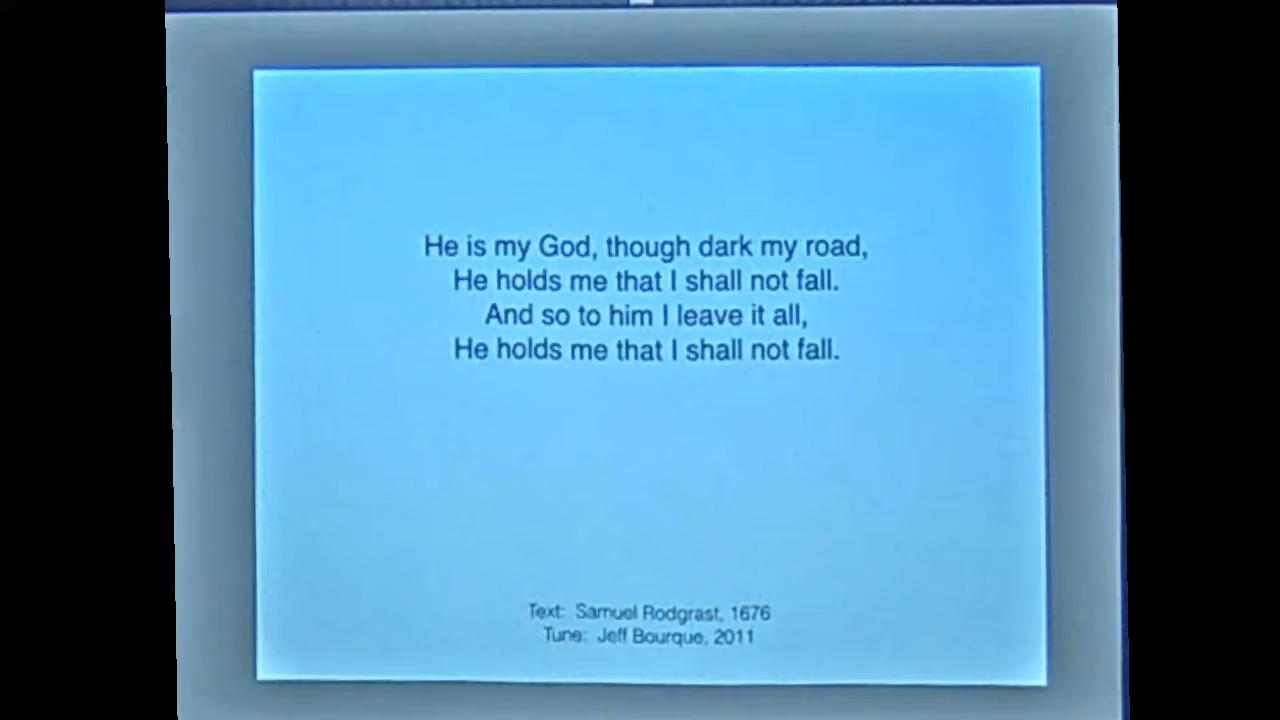 He is my God, though dark my road,
He holds me that I shall not fall.
And so to him I leave it all,
He holds me that I shall not fall.
Text: Samuel Rodgrast, 1676
Tune: Jeff Bourque, 2011